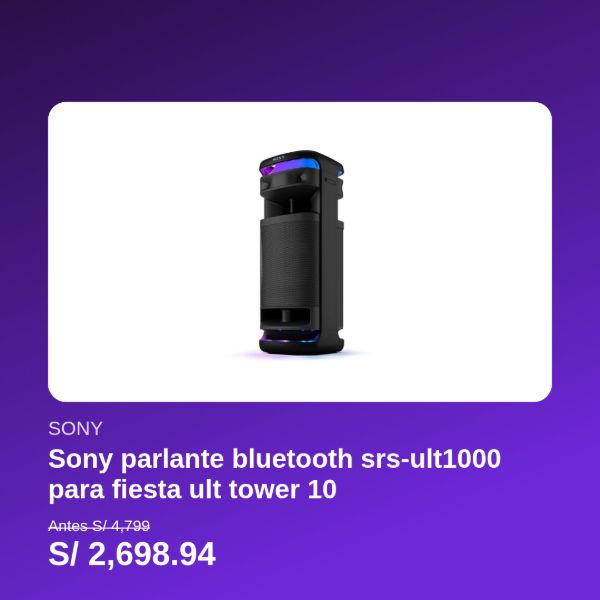 SONY
Sony parlante bluetooth srs-ult1000
para fiesta ult tower 10
Antes S/ 4,799
S/ 2,698.94